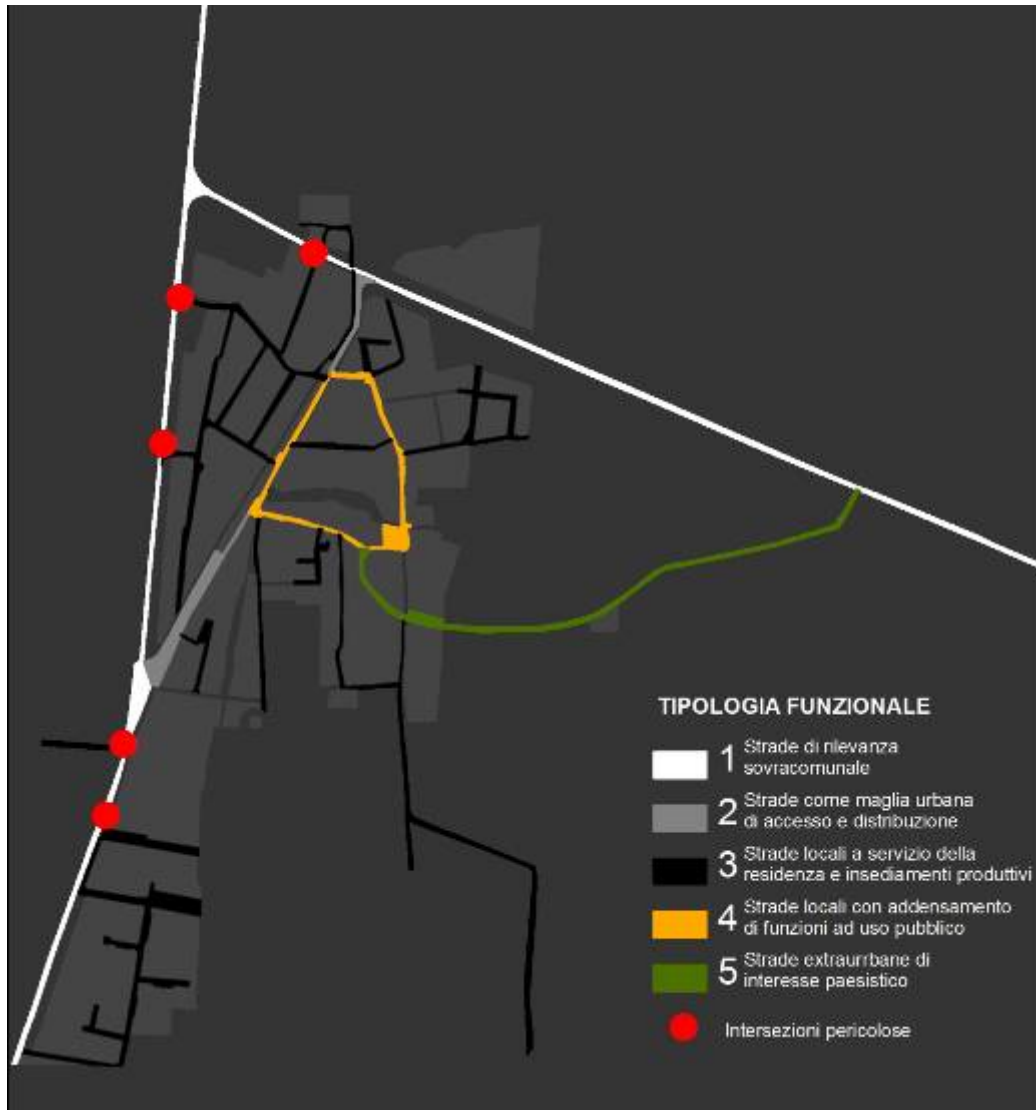 TIPOLOGIA FUNZIONALE
1 Strade di rilevanza
sovracomunale
2 Strade come maglia urbana
di accesso e distribuzione
3 Strade locali a servizio della
residenza e insediamenti produttivi
4 Strade locali con addensamento
di funzioni ad uso pubblico
5 Strade extraurrbane di
interesse paesistico
Intersezioni pericolose